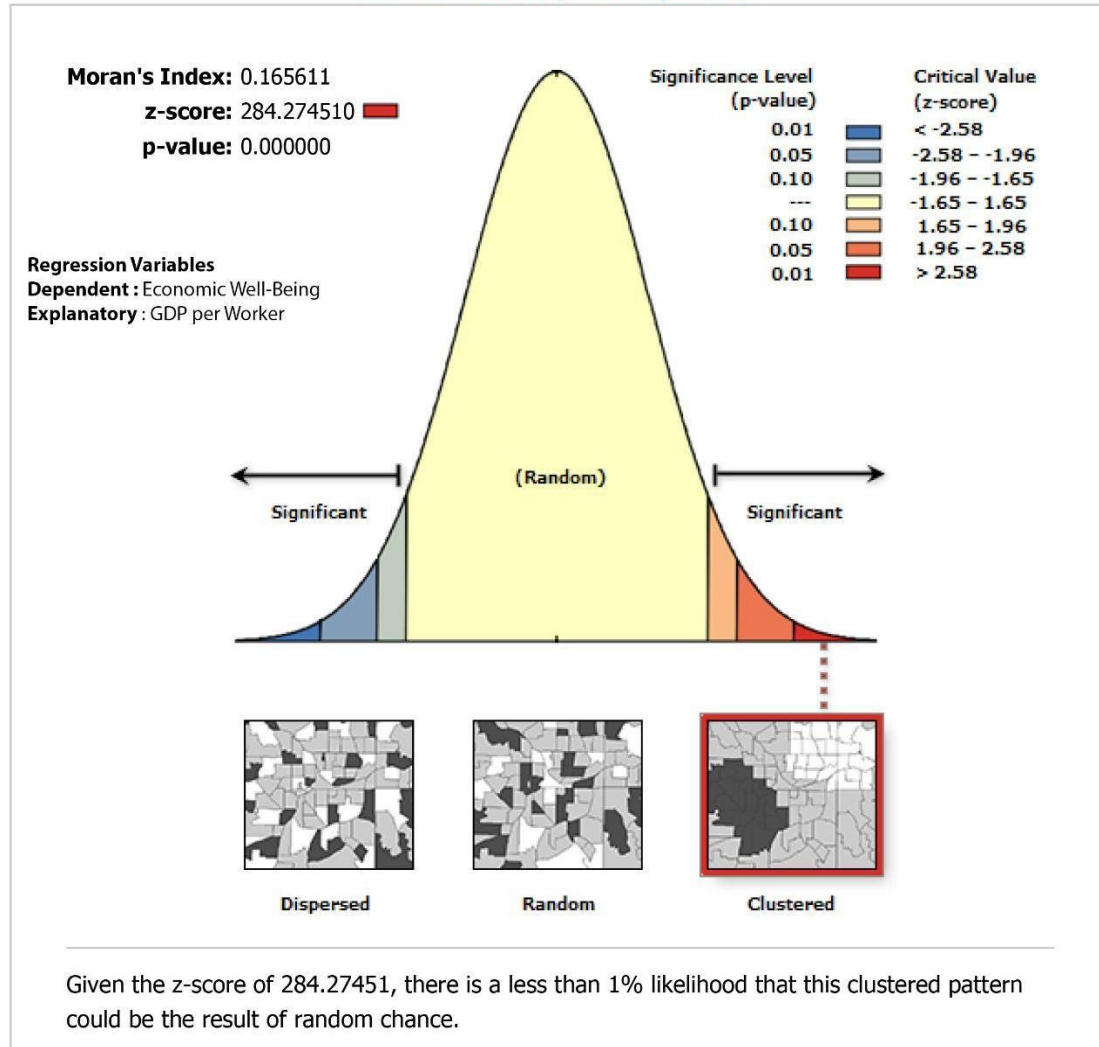 Moran's Index: 0.165611
z-score: 284.274510
p-value: 0.000000
Significance Level
(p-value)
Critical Value
(z-score)
0.01 < -2.58
0.05 -2.58 – -1.96
0.10 -1.96 – -1.65
--- -1.65 – 1.65
0.10 1.65 – 1.96
0.05 1.96 – 2.58
0.01 > 2.58
Regression Variables
Dependent : Economic Well-Being
Explanatory : GDP per Worker
(Random)
Significant
Significant
Dispersed
Random
Clustered
Given the z-score of 284.27451, there is a less than 1% likelihood that this clustered pattern
could be the result of random chance.